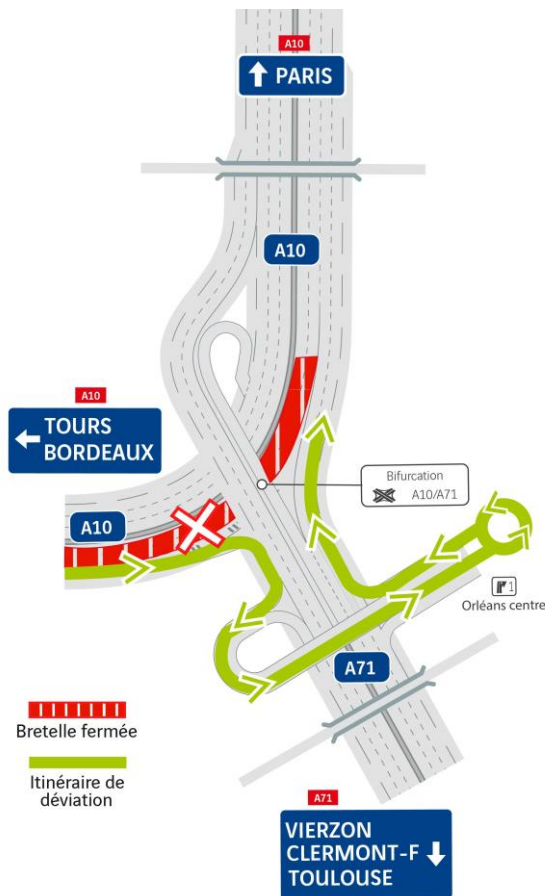 A10
PARIS
A10
A10
TOURS
BORDEAUX
Bifurcation
A10/A71
A10
1
Orléans centre
A71
Bretelle fermée
Itinéraire de
déviation
A71
VIERZON
CLERMONT-F
TOULOUSE